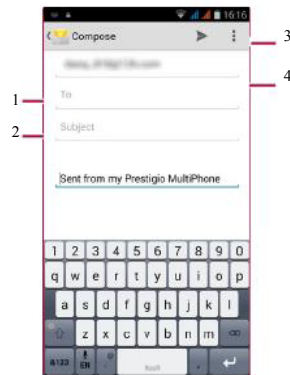 16:16
Compose
3
4
To
1
Subject
2
Sent from my Prestigio MultiPhone
1 2 3 4 5 6 7 8 9 0
q w e r t y u i o p
a s d f g h j k l
z x c v b n m
&123 EN